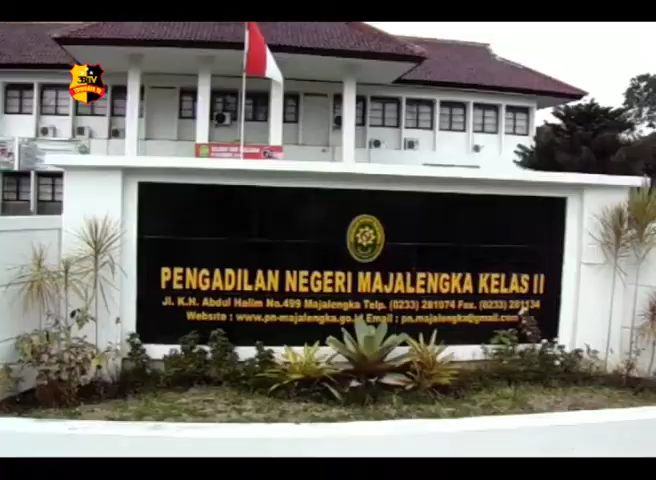 PENGADILAN NEGERI MAJALENGKA KELAS II
JL. K.H. Abdul Halim No.499 Majalengka Telp. (0233) 281074 Fax. (0233) 281134
Website : www.pn-majalengka.go.id Email : pn.majalengka@gmail.com